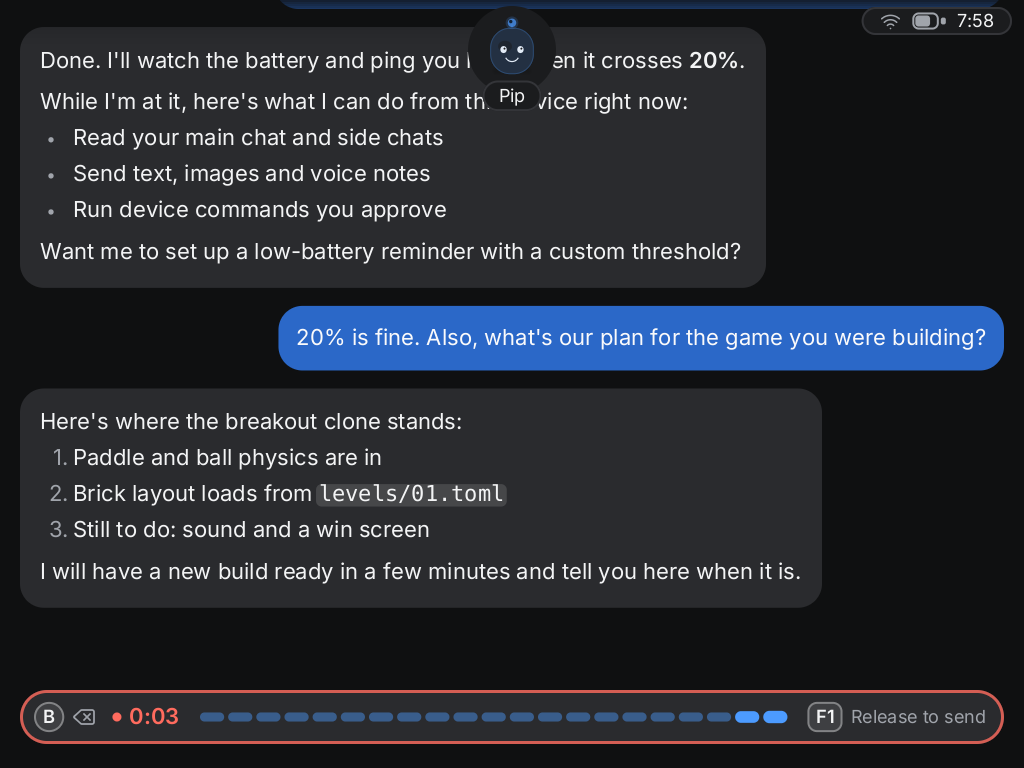 7:58
Done. I'll watch the battery and ping you en it crosses 20%.
Pip
While I'm at it, here's what I can do from vice right now:
• Read your main chat and side chats
• Send text, images and voice notes
• Run device commands you approve
Want me to set up a low-battery reminder with a custom threshold?
20% is fine. Also, what's our plan for the game you were building?
Here's where the breakout clone stands:
1. Paddle and ball physics are in
2. Brick layout loads from levels/01.toml
3. Still to do: sound and a win screen
I will have a new build ready in a few minutes and tell you here when it is.
B 0:03 F1 Release to send